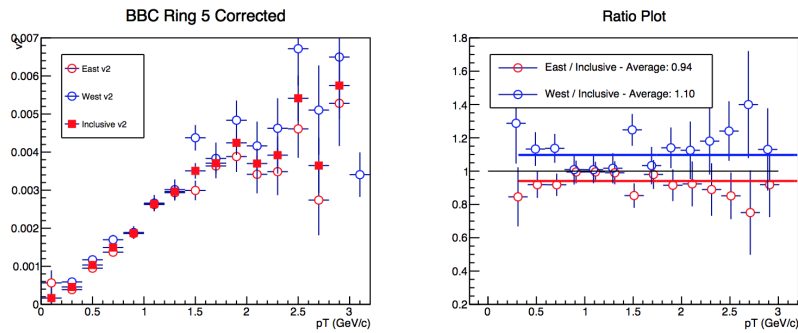 BBC Ring 5 Corrected
v2
0.007
0.006
0.005
0.004
0.003
0.002
0.001
0
East v2
West v2
Inclusive v2
0 0.5 1 1.5 2 2.5 3
pT (GeV/c)
Ratio Plot
1.8
1.6
1.4
1.2
1
0.8
0.6
0.4
0.2
East / Inclusive - Average: 0.94
West / Inclusive - Average: 1.10
0 0.5 1 1.5 2 2.5 3
pT (GeV/c)